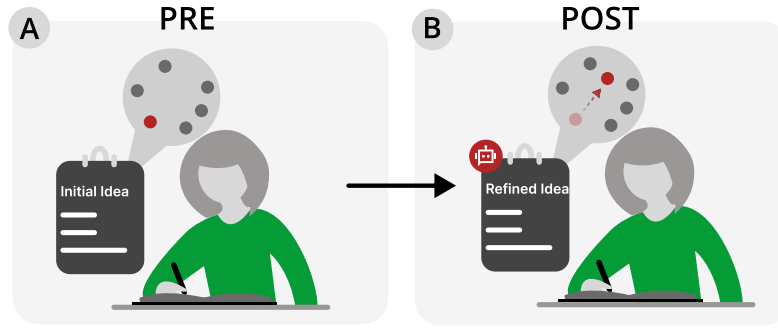 A
PRE
Initial Idea
B
POST
Refined Idea